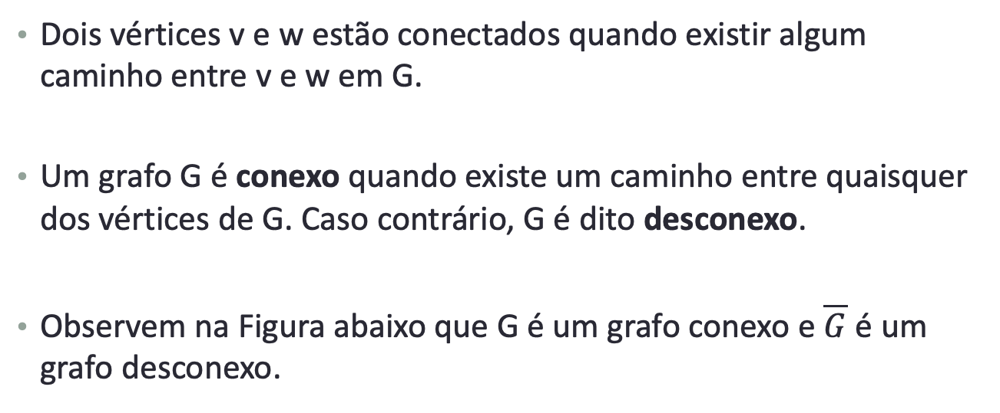 • Dois vértices v e w estão conectados quando existir algum
caminho entre v e w em G.
• Um grafo G é conexo quando existe um caminho entre quaisquer
dos vértices de G. Caso contrário, G é dito desconexo.
• Observem na Figura abaixo que G é um grafo conexo e G̅ é um
grafo desconexo.